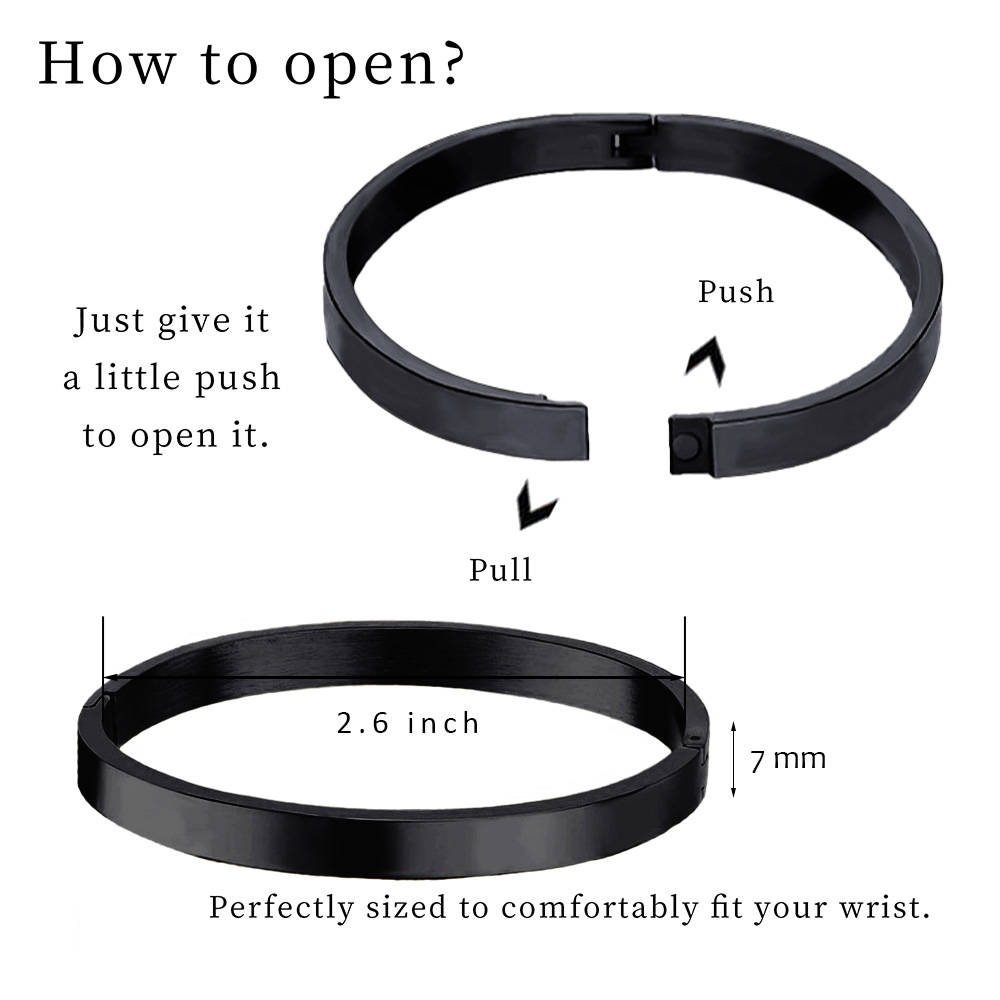 How to open?
Push
Just give it
a little push
to open it.
Pull
2.6 inch
7 mm
Perfectly sized to comfortably fit your wrist.